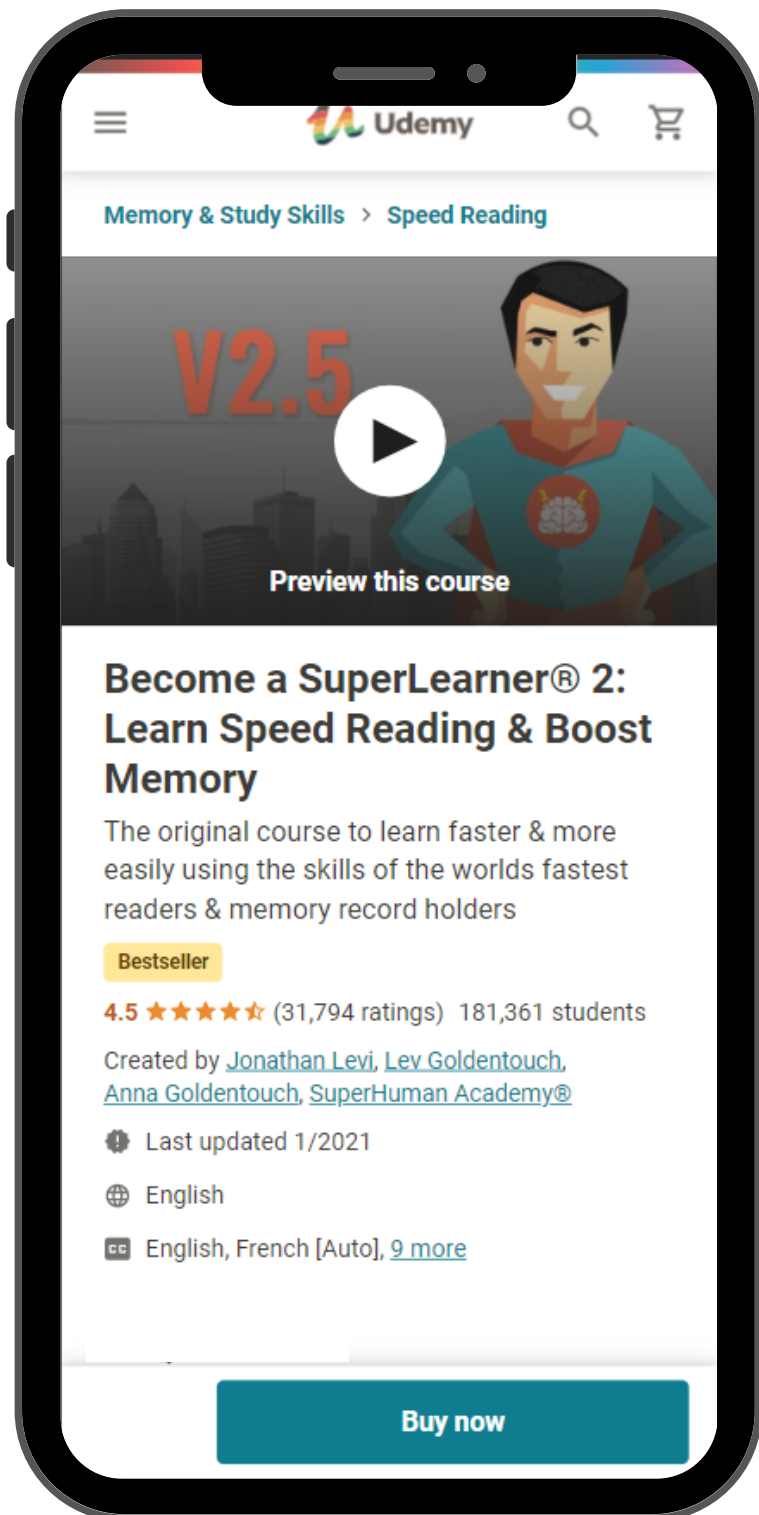 Udemy
Memory & Study Skills > Speed Reading
V2.5
Preview this course
Become a SuperLearner® 2:
Learn Speed Reading & Boost
Memory
The original course to learn faster & more
easily using the skills of the worlds fastest
readers & memory record holders
Bestseller
4.5 (31,794 ratings) 181,361 students
Created by Jonathan Levi, Lev Goldentouch,
Anna Goldentouch, SuperHuman Academy®
Last updated 1/2021
English
CC English, French [Auto], 9 more
Buy now